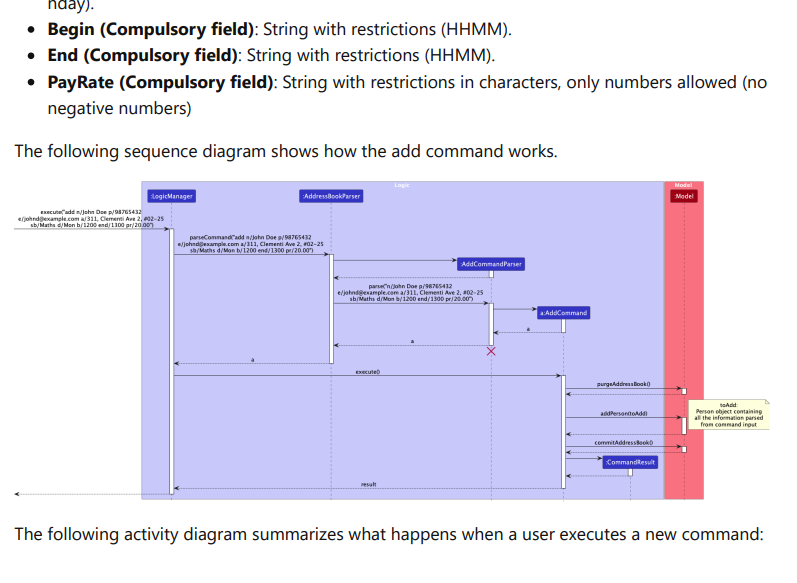 nday).
• Begin (Compulsory field): String with restrictions (HHMM).
• End (Compulsory field): String with restrictions (HHMM).
• PayRate (Compulsory field): String with restrictions in characters, only numbers allowed (no
negative numbers)
The following sequence diagram shows how the add command works.
Logic
Model
:LogicManager
:AddressBookParser
:Model
execute("add n/John Doe p/98765432
e/johnd@example.com a/311, Clementi Ave 2, #02-25
sb/Maths d/Mon b/1200 end/1300 pr/20.00")
parseCommand("add n/John Doe p/98765432
e/johnd@example.com a/311, Clementi Ave 2, #02-25
sb/Maths d/Mon b/1200 end/1300 pr/20.00")
:AddCommandParser
parse("n/John Doe p/98765432
e/johnd@example.com a/311, Clementi Ave 2, #02-25
sb/Maths d/Mon b/1200 end/1300 pr/20.00")
a:AddCommand
a
a
a
execute()
purgeAddressBook()
toAdd:
Person object containing
all the information parsed
from command input
addPerson(toAdd)
commitAddressBook()
:CommandResult
result
The following activity diagram summarizes what happens when a user executes a new command: